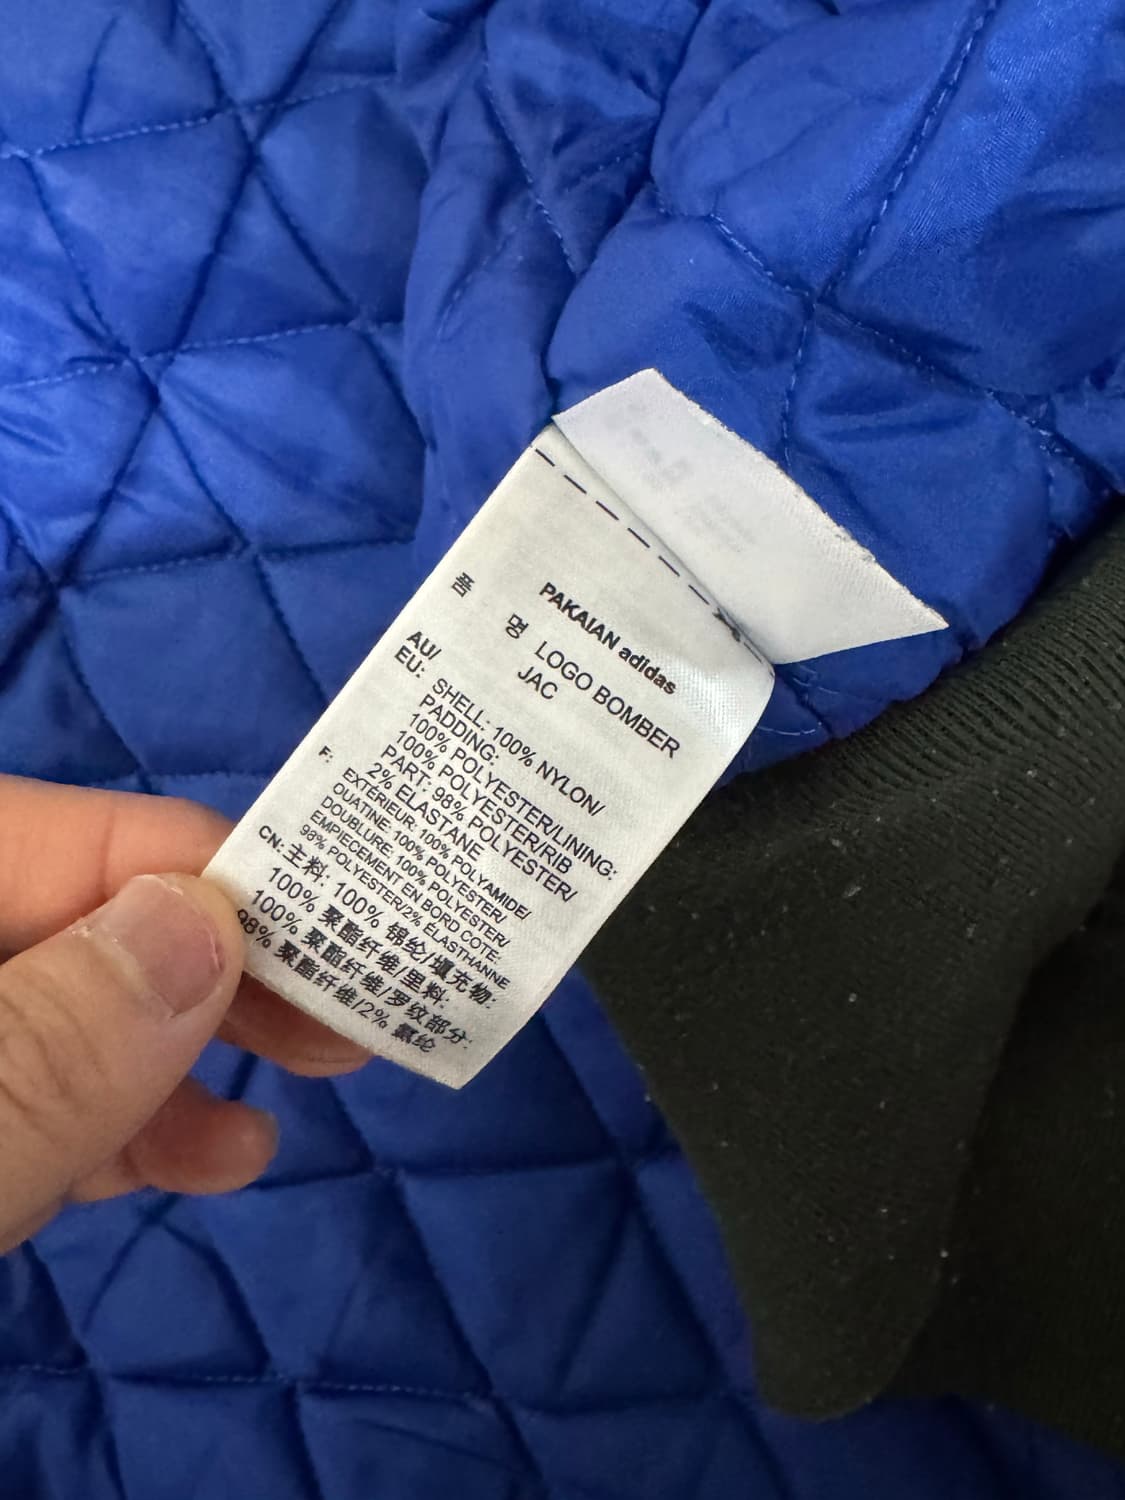 PAKAIAN adidas
품 명 LOGO BOMBER
JAC
AU/
EU: SHELL: 100% NYLON/
PADDING:
100% POLYESTER/LINING:
100% POLYESTER/RIB
PART: 98% POLYESTER/
2% ELASTANE
F: EXTÉRIEUR: 100% POLYAMIDE/
OUATINE: 100% POLYESTER/
DOUBLURE: 100% POLYESTER/
EMPIECEMENT EN BORD COTE:
98% POLYESTER/2% ÉLASTHANNE
CN: 主料: 100% 锦纶/填充物:
100% 聚酯纤维/里料:
100% 聚酯纤维/罗纹部分:
98% 聚酯纤维/2% 氨纶